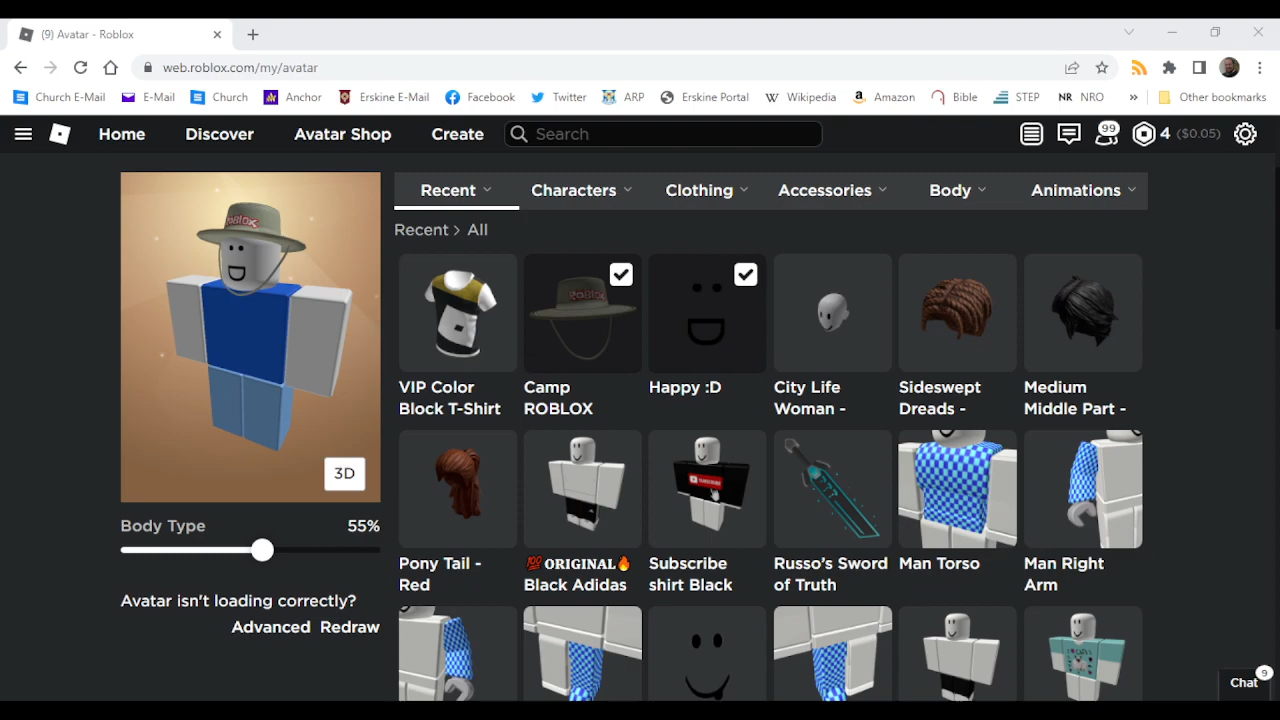 (9) Avatar - Roblox
web.roblox.com/my/avatar
Church E-Mail E-Mail Church Anchor Erskine E-Mail Facebook Twitter ARP Erskine Portal Wikipedia Amazon Bible STEP NR NRO » Other bookmarks
Home Discover Avatar Shop Create Search 99 4 ($0.05)
Recent Characters Clothing Accessories Body Animations
Recent > All
ROBLOX
ROBLOX
VIP Color
Block T-Shirt
Camp
ROBLOX
Happy :D
City Life
Woman -
Sideswept
Dreads -
Medium
Middle Part -
3D
Body Type 55%
Avatar isn't loading correctly?
Advanced Redraw
SUBSCRIBE
Pony Tail -
Red
💯𝐎𝐑𝐈𝐆𝐈𝐍𝐀𝐋🔥
Black Adidas
Subscribe
shirt Black
Russo's Sword
of Truth
Man Torso
Man Right
Arm
Chat 9